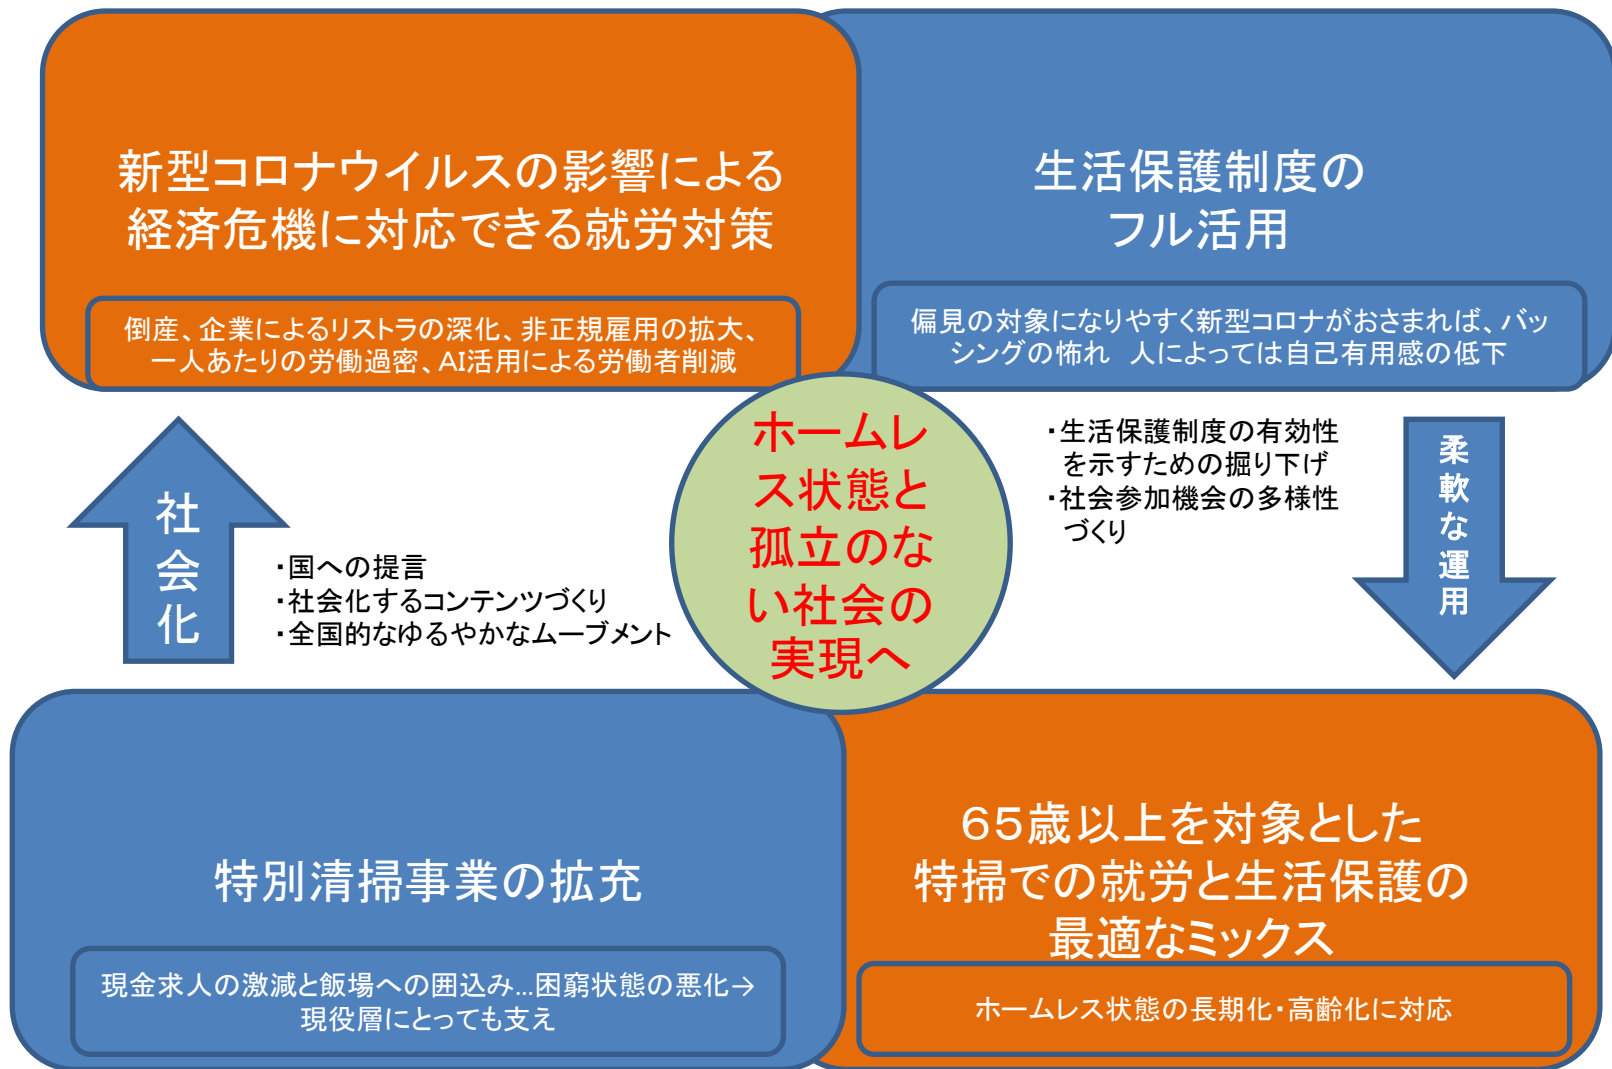 新型コロナウイルスの影響による
経済危機に対応できる就労対策
倒産、企業によるリストラの深化、非正規雇用の拡大、
一人あたりの労働過密、AI活用による労働者削減
生活保護制度の
フル活用
偏見の対象になりやすく新型コロナがおさまれば、バッ
シングの怖れ　人によっては自己有用感の低下
社会化
・国への提言
・社会化するコンテンツづくり
・全国的なゆるやかなムーブメント
ホームレ
ス状態と
孤立のな
い社会の
実現へ
・生活保護制度の有効性
を示すための掘り下げ
・社会参加機会の多様性
づくり
柔軟な運用
特別清掃事業の拡充
現金求人の激減と飯場への囲込み…困窮状態の悪化→
現役層にとっても支え
65歳以上を対象とした
特掃での就労と生活保護の
最適なミックス
ホームレス状態の長期化・高齢化に対応